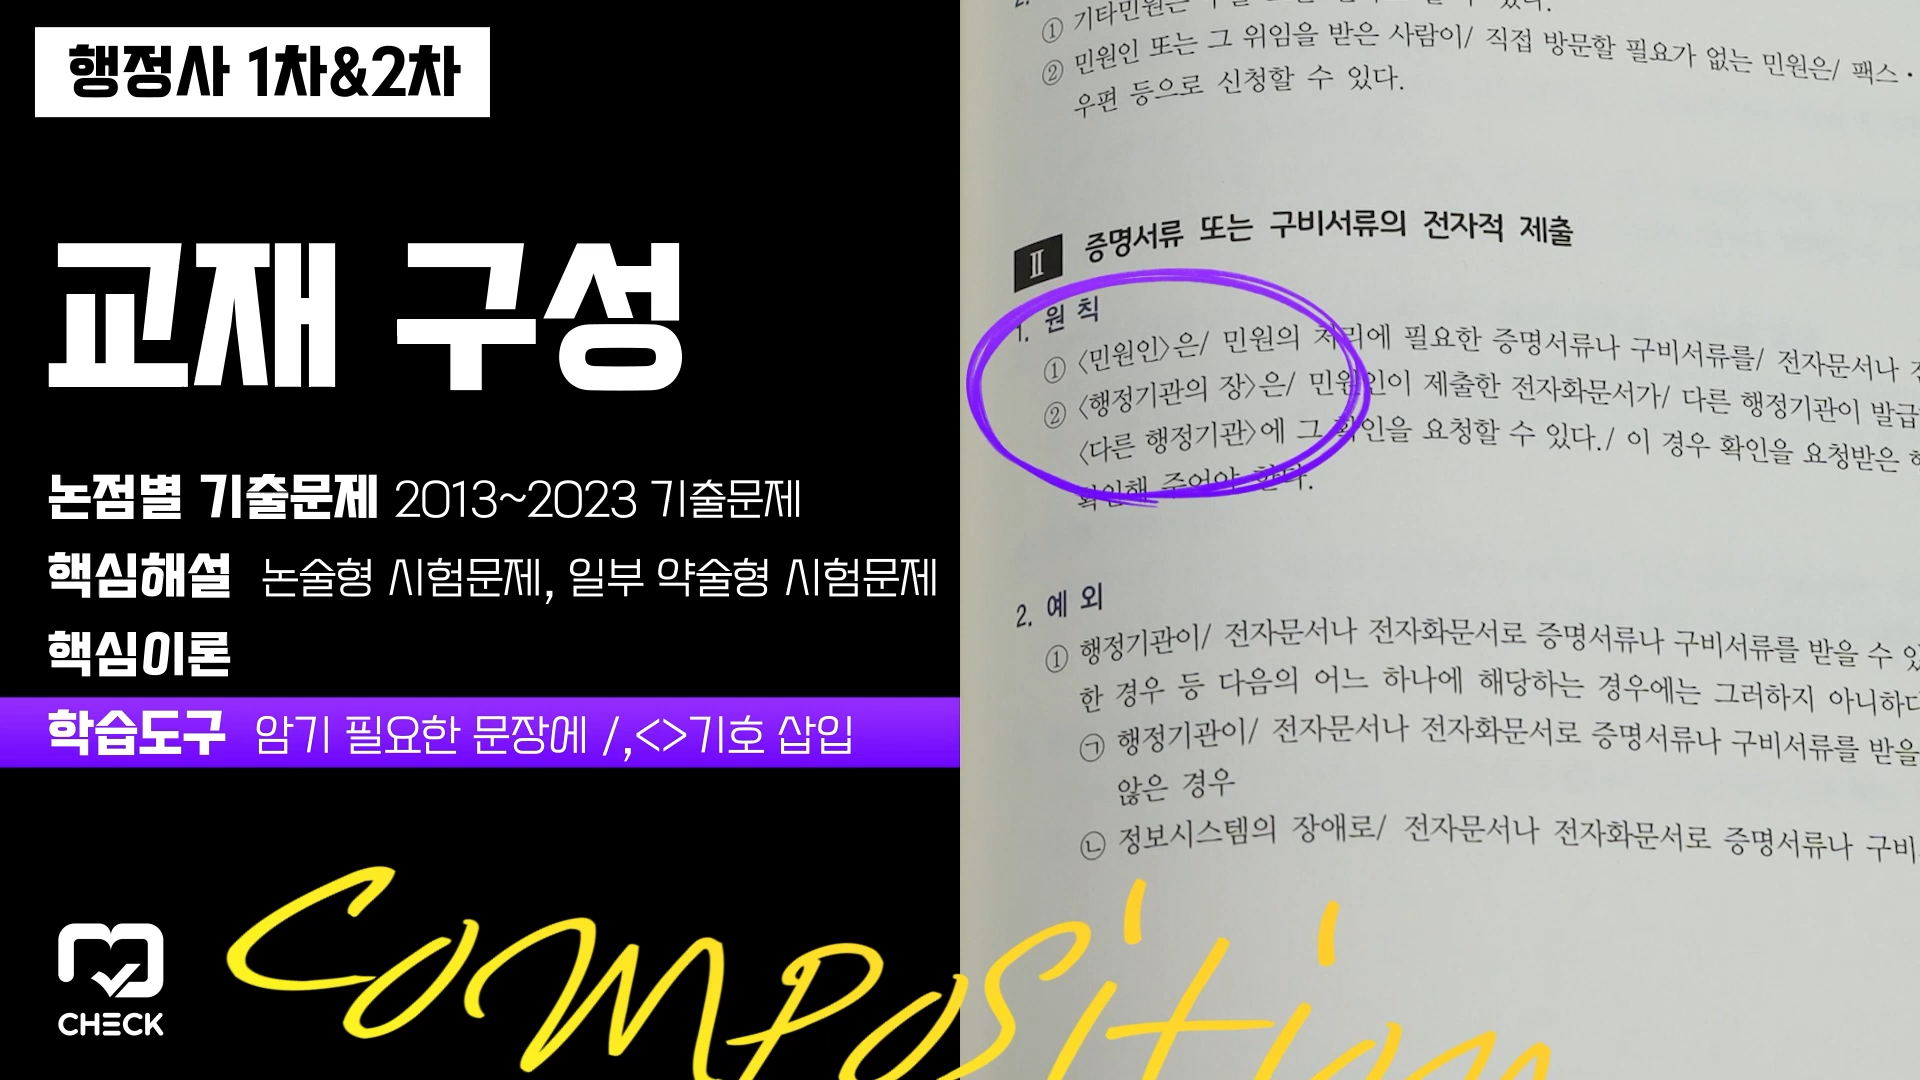 행정사 1차&2차
교재 구성
논점별 기출문제 2013~2023 기출문제
핵심해설 논술형 시험문제, 일부 약술형 시험문제
핵심이론
학습도구 암기 필요한 문장에 /,<>기호 삽입
CHECK
composition
① 기타민원은
② 민원인 또는 그 위임을 받은 사람이/ 직접 방문할 필요가 없는 민원은/ 팩스·
우편 등으로 신청할 수 있다.
Ⅱ 증명서류 또는 구비서류의 전자적 제출
1. 원 칙
① 〈민원인〉은/ 민원의 처리에 필요한 증명서류나 구비서류를/ 전자문서나
② 〈행정기관의 장〉은/ 민원인이 제출한 전자화문서가/ 다른 행정기관이 발급
〈다른 행정기관〉에 그 확인을 요청할 수 있다./ 이 경우 확인을 요청받은
확인해 주어야 한다.
2. 예 외
① 행정기관이/ 전자문서나 전자화문서로 증명서류나 구비서류를 받을 수
한 경우 등 다음의 어느 하나에 해당하는 경우에는 그러하지 아니하다
㉠ 행정기관이/ 전자문서나 전자화문서로 증명서류나 구비서류를 받을
않은 경우
㉡ 정보시스템의 장애로/ 전자문서나 전자화문서로 증명서류나 구비